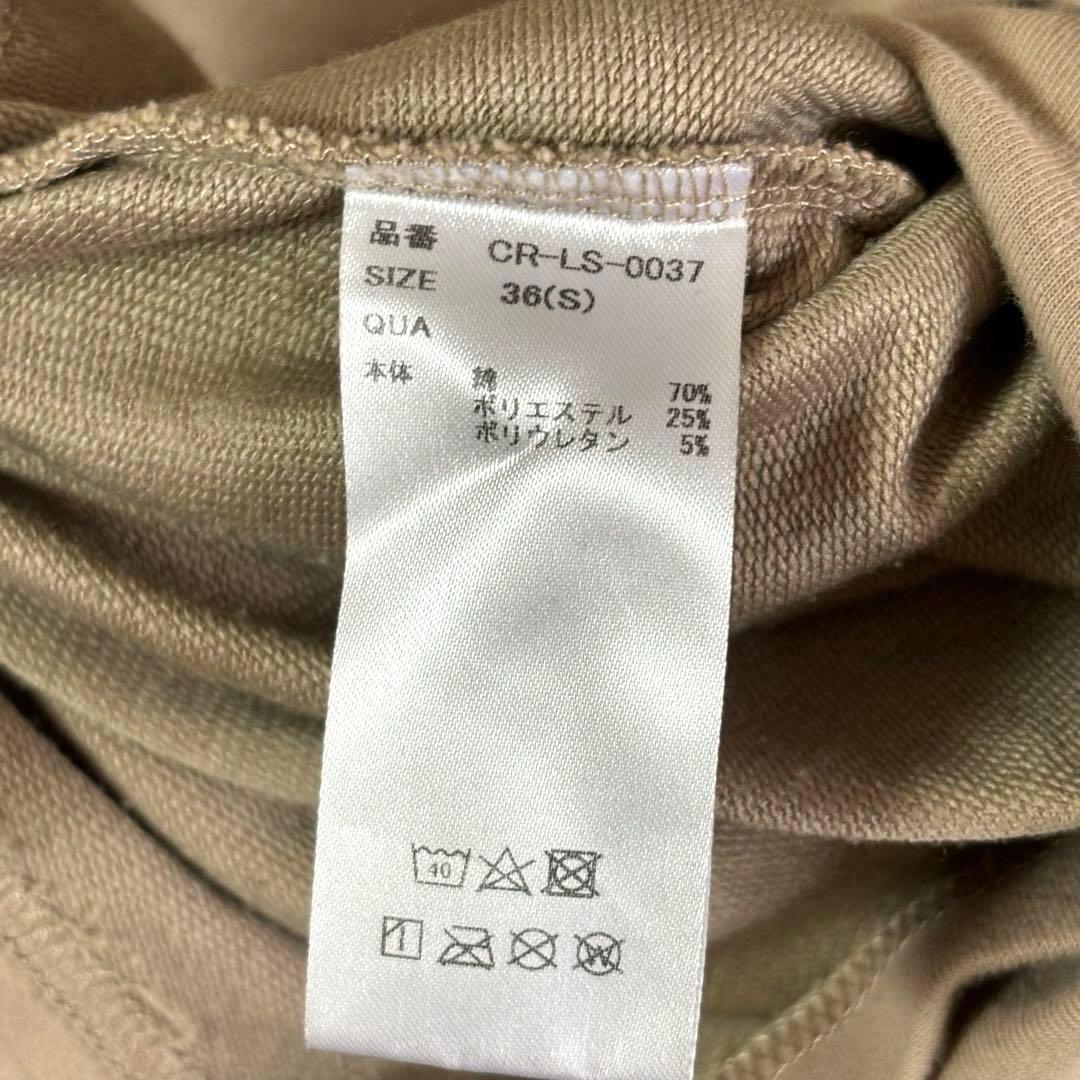 品番 CR-LS-0037
SIZE 36(S)
QUA
本体 綿 70%
ポリエステル 25%
ポリウレタン 5%
40
W